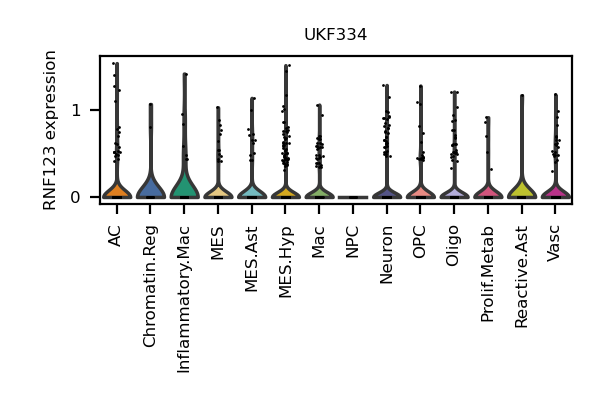 UKF334
RNF123 expression
1
0
AC
Chromatin.Reg
Inflammatory.Mac
MES
MES.Ast
MES.Hyp
Mac
NPC
Neuron
OPC
Oligo
Prolif.Metab
Reactive.Ast
Vasc